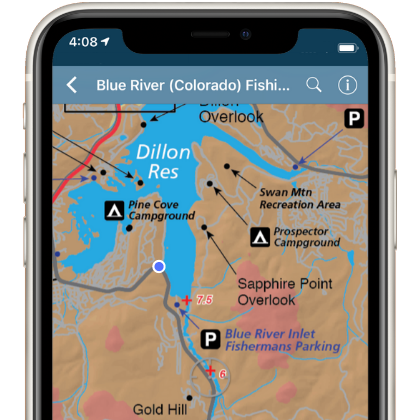 4:08
Blue River (Colorado) Fishi...
Dillon
Overlook
P
Dillon
Res
Swan Mtn
Recreation Area
Pine Cove
Campground
Prospector
Campground
Sapphire Point
Overlook
7.5
P
Blue River Inlet
Fishermans Parking
6
Gold Hill